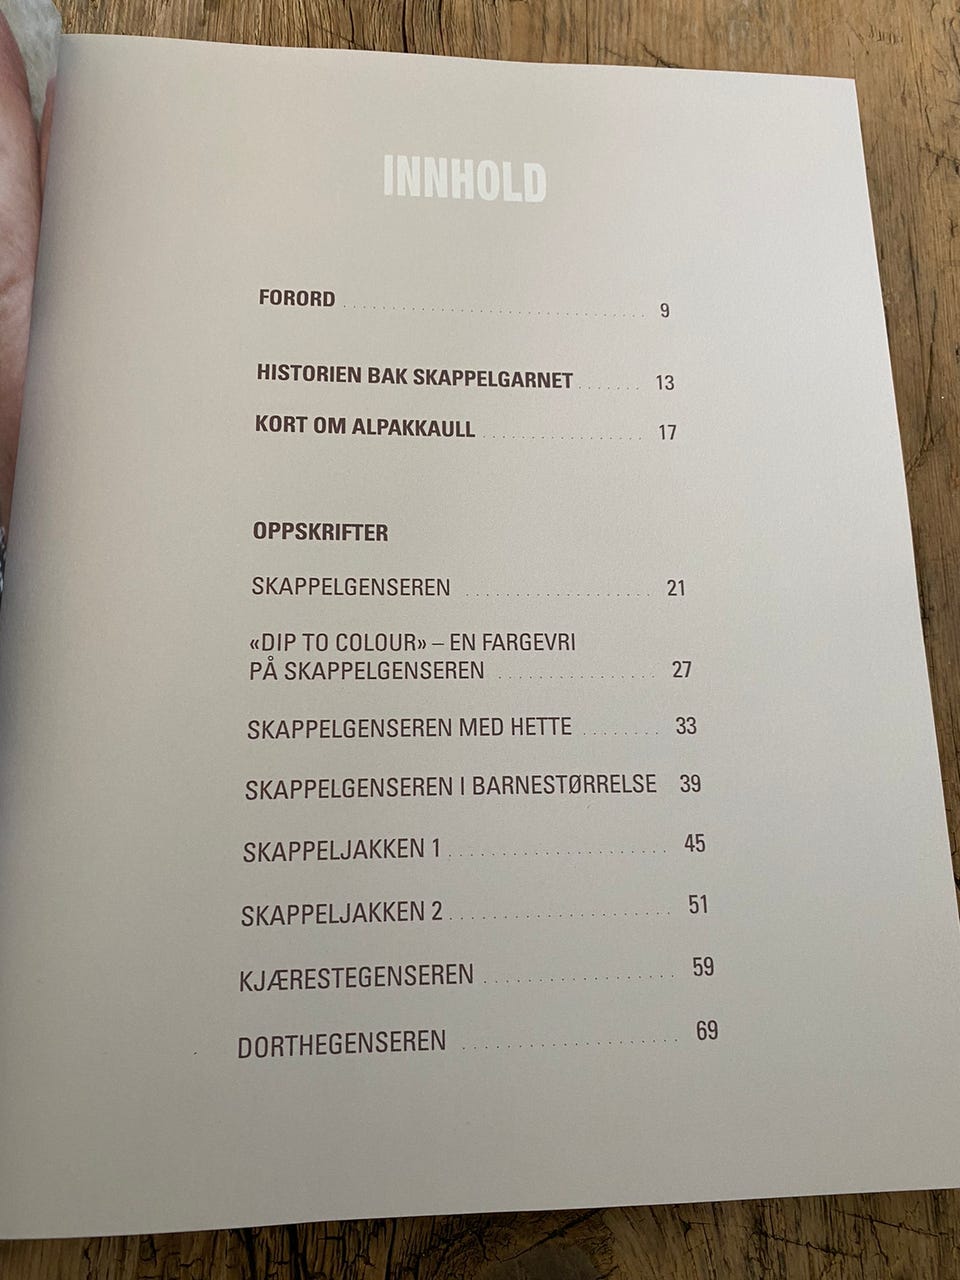 INNHOLD
FORORD 9
HISTORIEN BAK SKAPPELGARNET 13
KORT OM ALPAKKAULL 17
OPPSKRIFTER
SKAPPELGENSEREN 21
«DIP TO COLOUR» – EN FARGEVRI
PÅ SKAPPELGENSEREN 27
SKAPPELGENSEREN MED HETTE 33
SKAPPELGENSEREN I BARNESTØRRELSE 39
SKAPPELJAKKEN 1 45
SKAPPELJAKKEN 2 51
KJÆRESTEGENSEREN 59
DORTHEGENSEREN 69